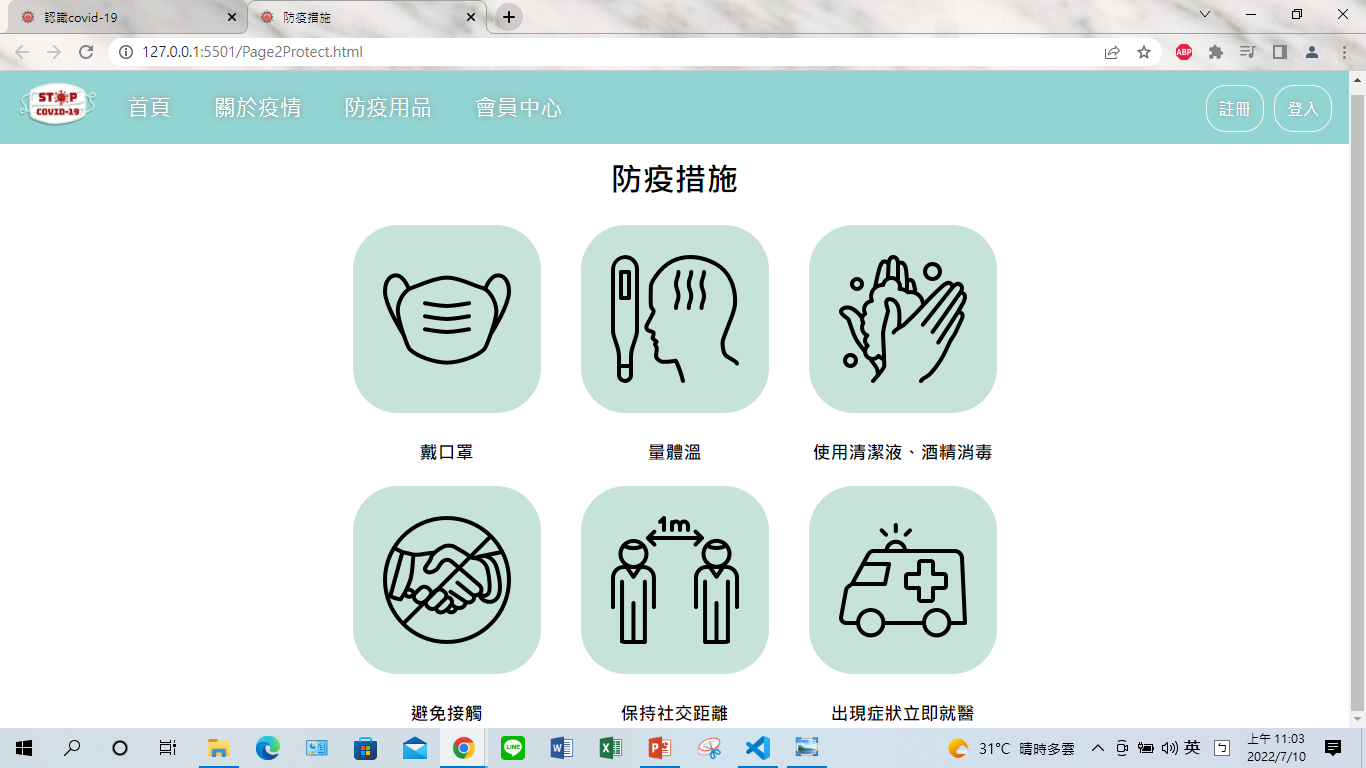 認識covid-19
防疫措施
127.0.0.1:5501/Page2Protect.html
ABP
STOP
COVID-19
首頁
關於疫情
防疫用品
會員中心
註冊
登入
防疫措施
戴口罩
量體溫
使用清潔液、酒精消毒
1m
避免接觸
保持社交距離
出現症狀立即就醫
LINE
31°C 晴時多雲
英
ㄅ
上午 11:03
2022/7/10